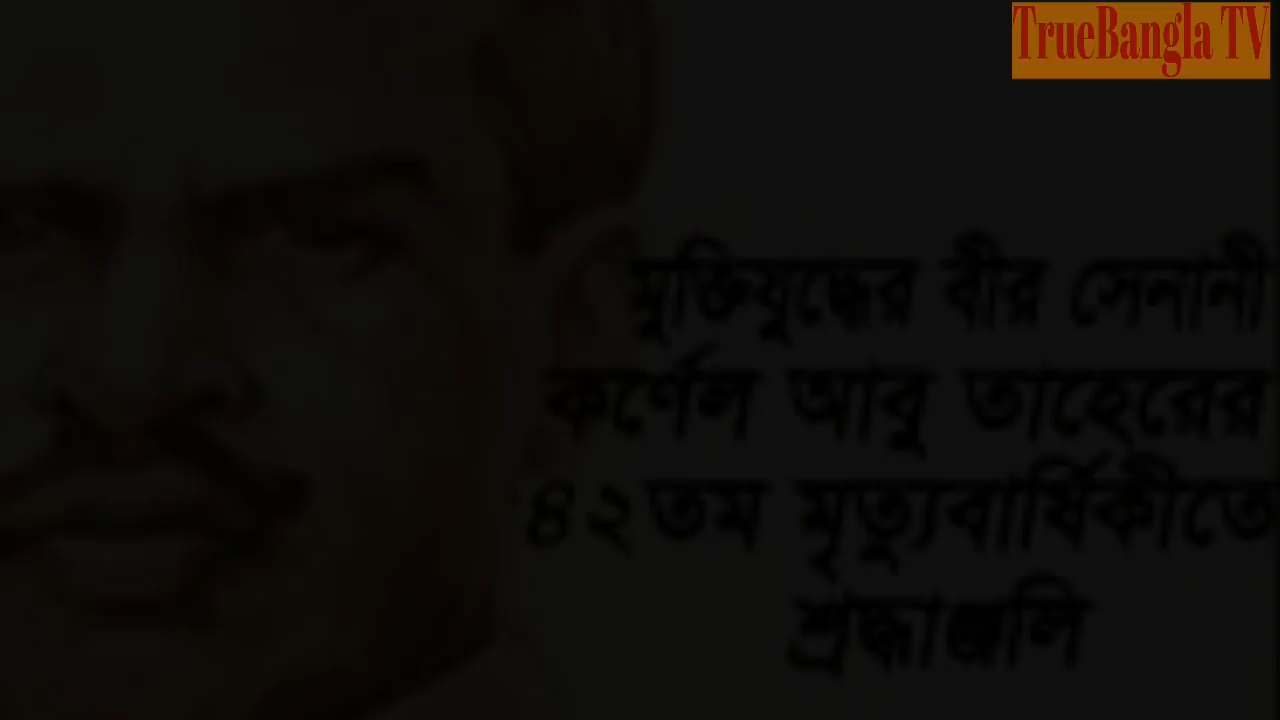 TrueBangla TV
মুক্তিযুদ্ধের বীর সেনানী
কর্ণেল আবু তাহেরের
৪২তম মৃত্যুবার্ষিকীতে
শ্রদ্ধাঞ্জলি